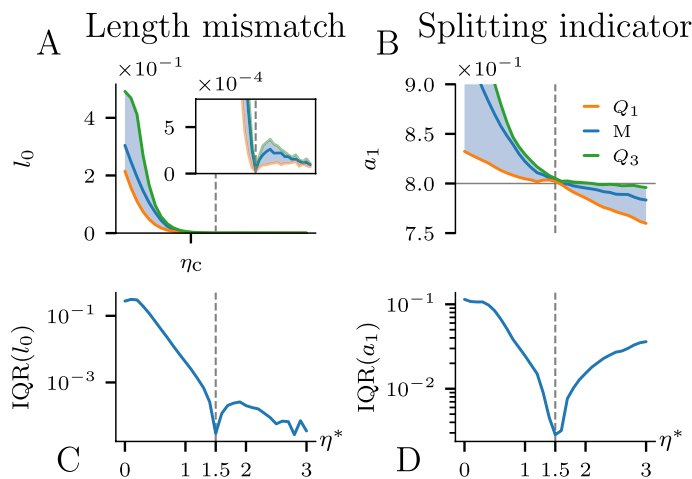 A Length mismatch
B Splitting indicator
×10⁻¹
×10⁻⁴
×10⁻¹
l₀
4
2
0
5
0
η_c
a₁
9.0
8.5
8.0
7.5
Q₁
M
Q₃
IQR(l₀)
10⁻¹
10⁻³
0 1 1.5 2 3
η*
C
IQR(a₁)
10⁻¹
10⁻²
0 1 1.5 2 3
η*
D